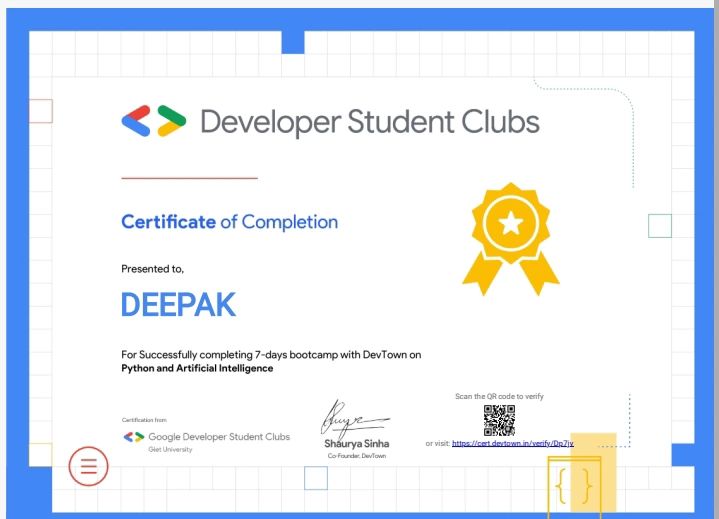 Developer Student Clubs
Certificate of Completion
Presented to,
DEEPAK
For Successfully completing 7-days bootcamp with DevTown on
Python and Artificial Intelligence
Scan the QR code to verify
Certification from
Google Developer Student Clubs
Giet University
Shaurya Sinha
Co-Founder, DevTown
or visit: https://cert.devtown.in/verify/Dp7jy